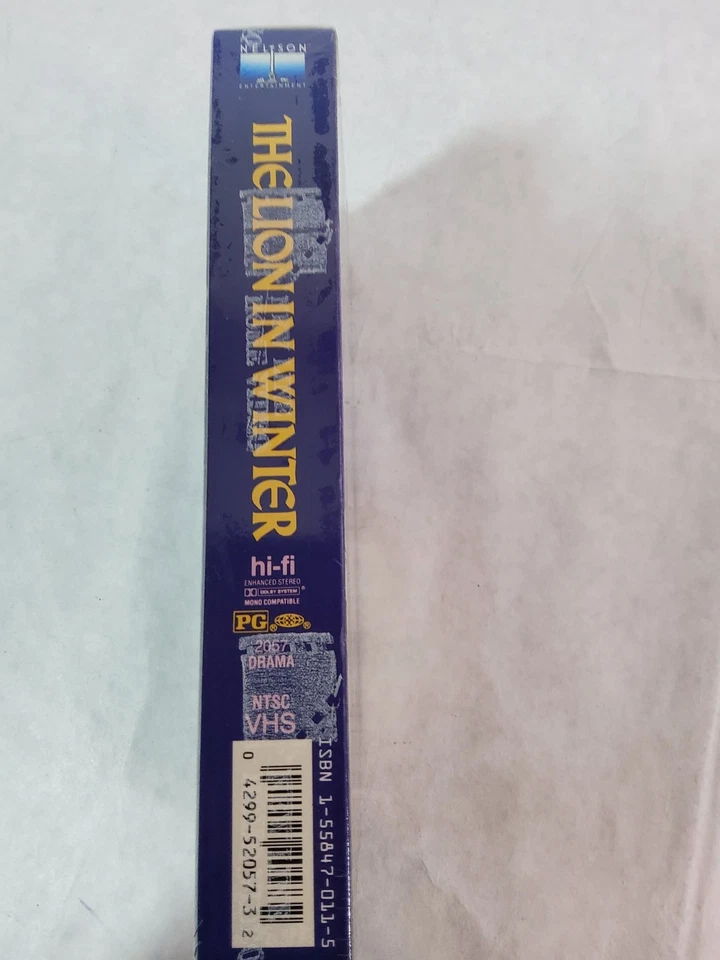 NELSON
ENTERTAINMENT
THE LION IN WINTER
hi-fi
ENHANCED STEREO
DOLBY SYSTEM®
MONO COMPATIBLE
PG ® ®
2057
DRAMA
NTSC
VHS
ISBN 1-55847-011-5
0 4299-52057-3 2